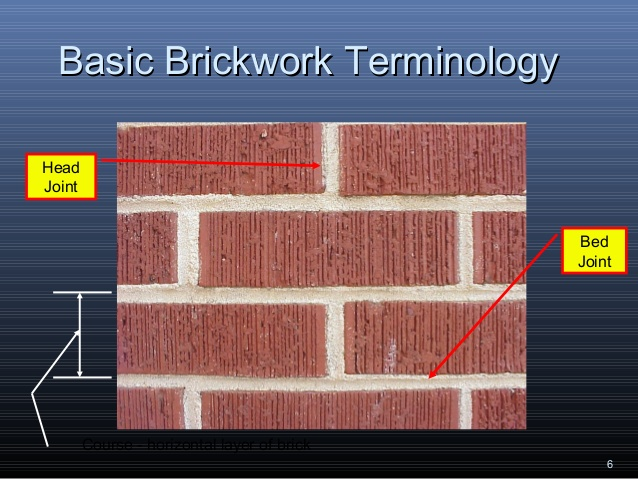 Basic Brickwork Terminology
Head
Joint
Bed
Joint
Course - horizontal layer of brick
6